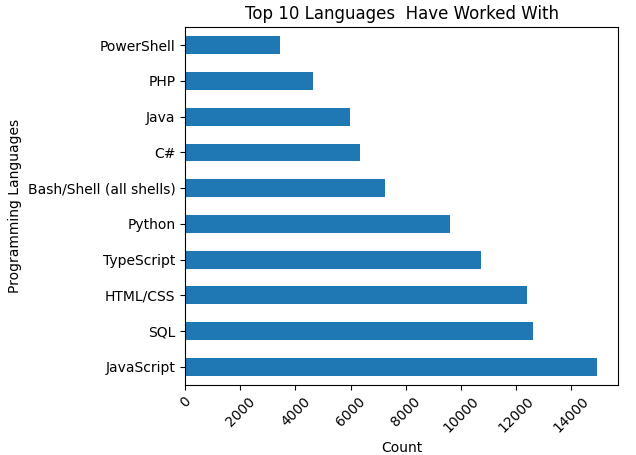 Top 10 Languages  Have Worked With
Programming Languages
PowerShell
PHP
Java
C#
Bash/Shell (all shells)
Python
TypeScript
HTML/CSS
SQL
JavaScript
0
2000
4000
6000
8000
10000
12000
14000
Count